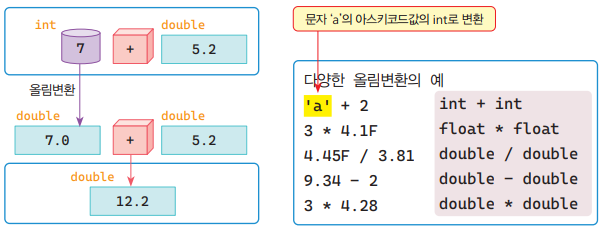 int double
7 + 5.2
올림변환
double double
7.0 + 5.2
double
12.2
문자 'a'의 아스키코드값의 int로 변환
다양한 올림변환의 예
'a' + 2 int + int
3 * 4.1F float * float
4.45F / 3.81 double / double
9.34 - 2 double - double
3 * 4.28 double * double